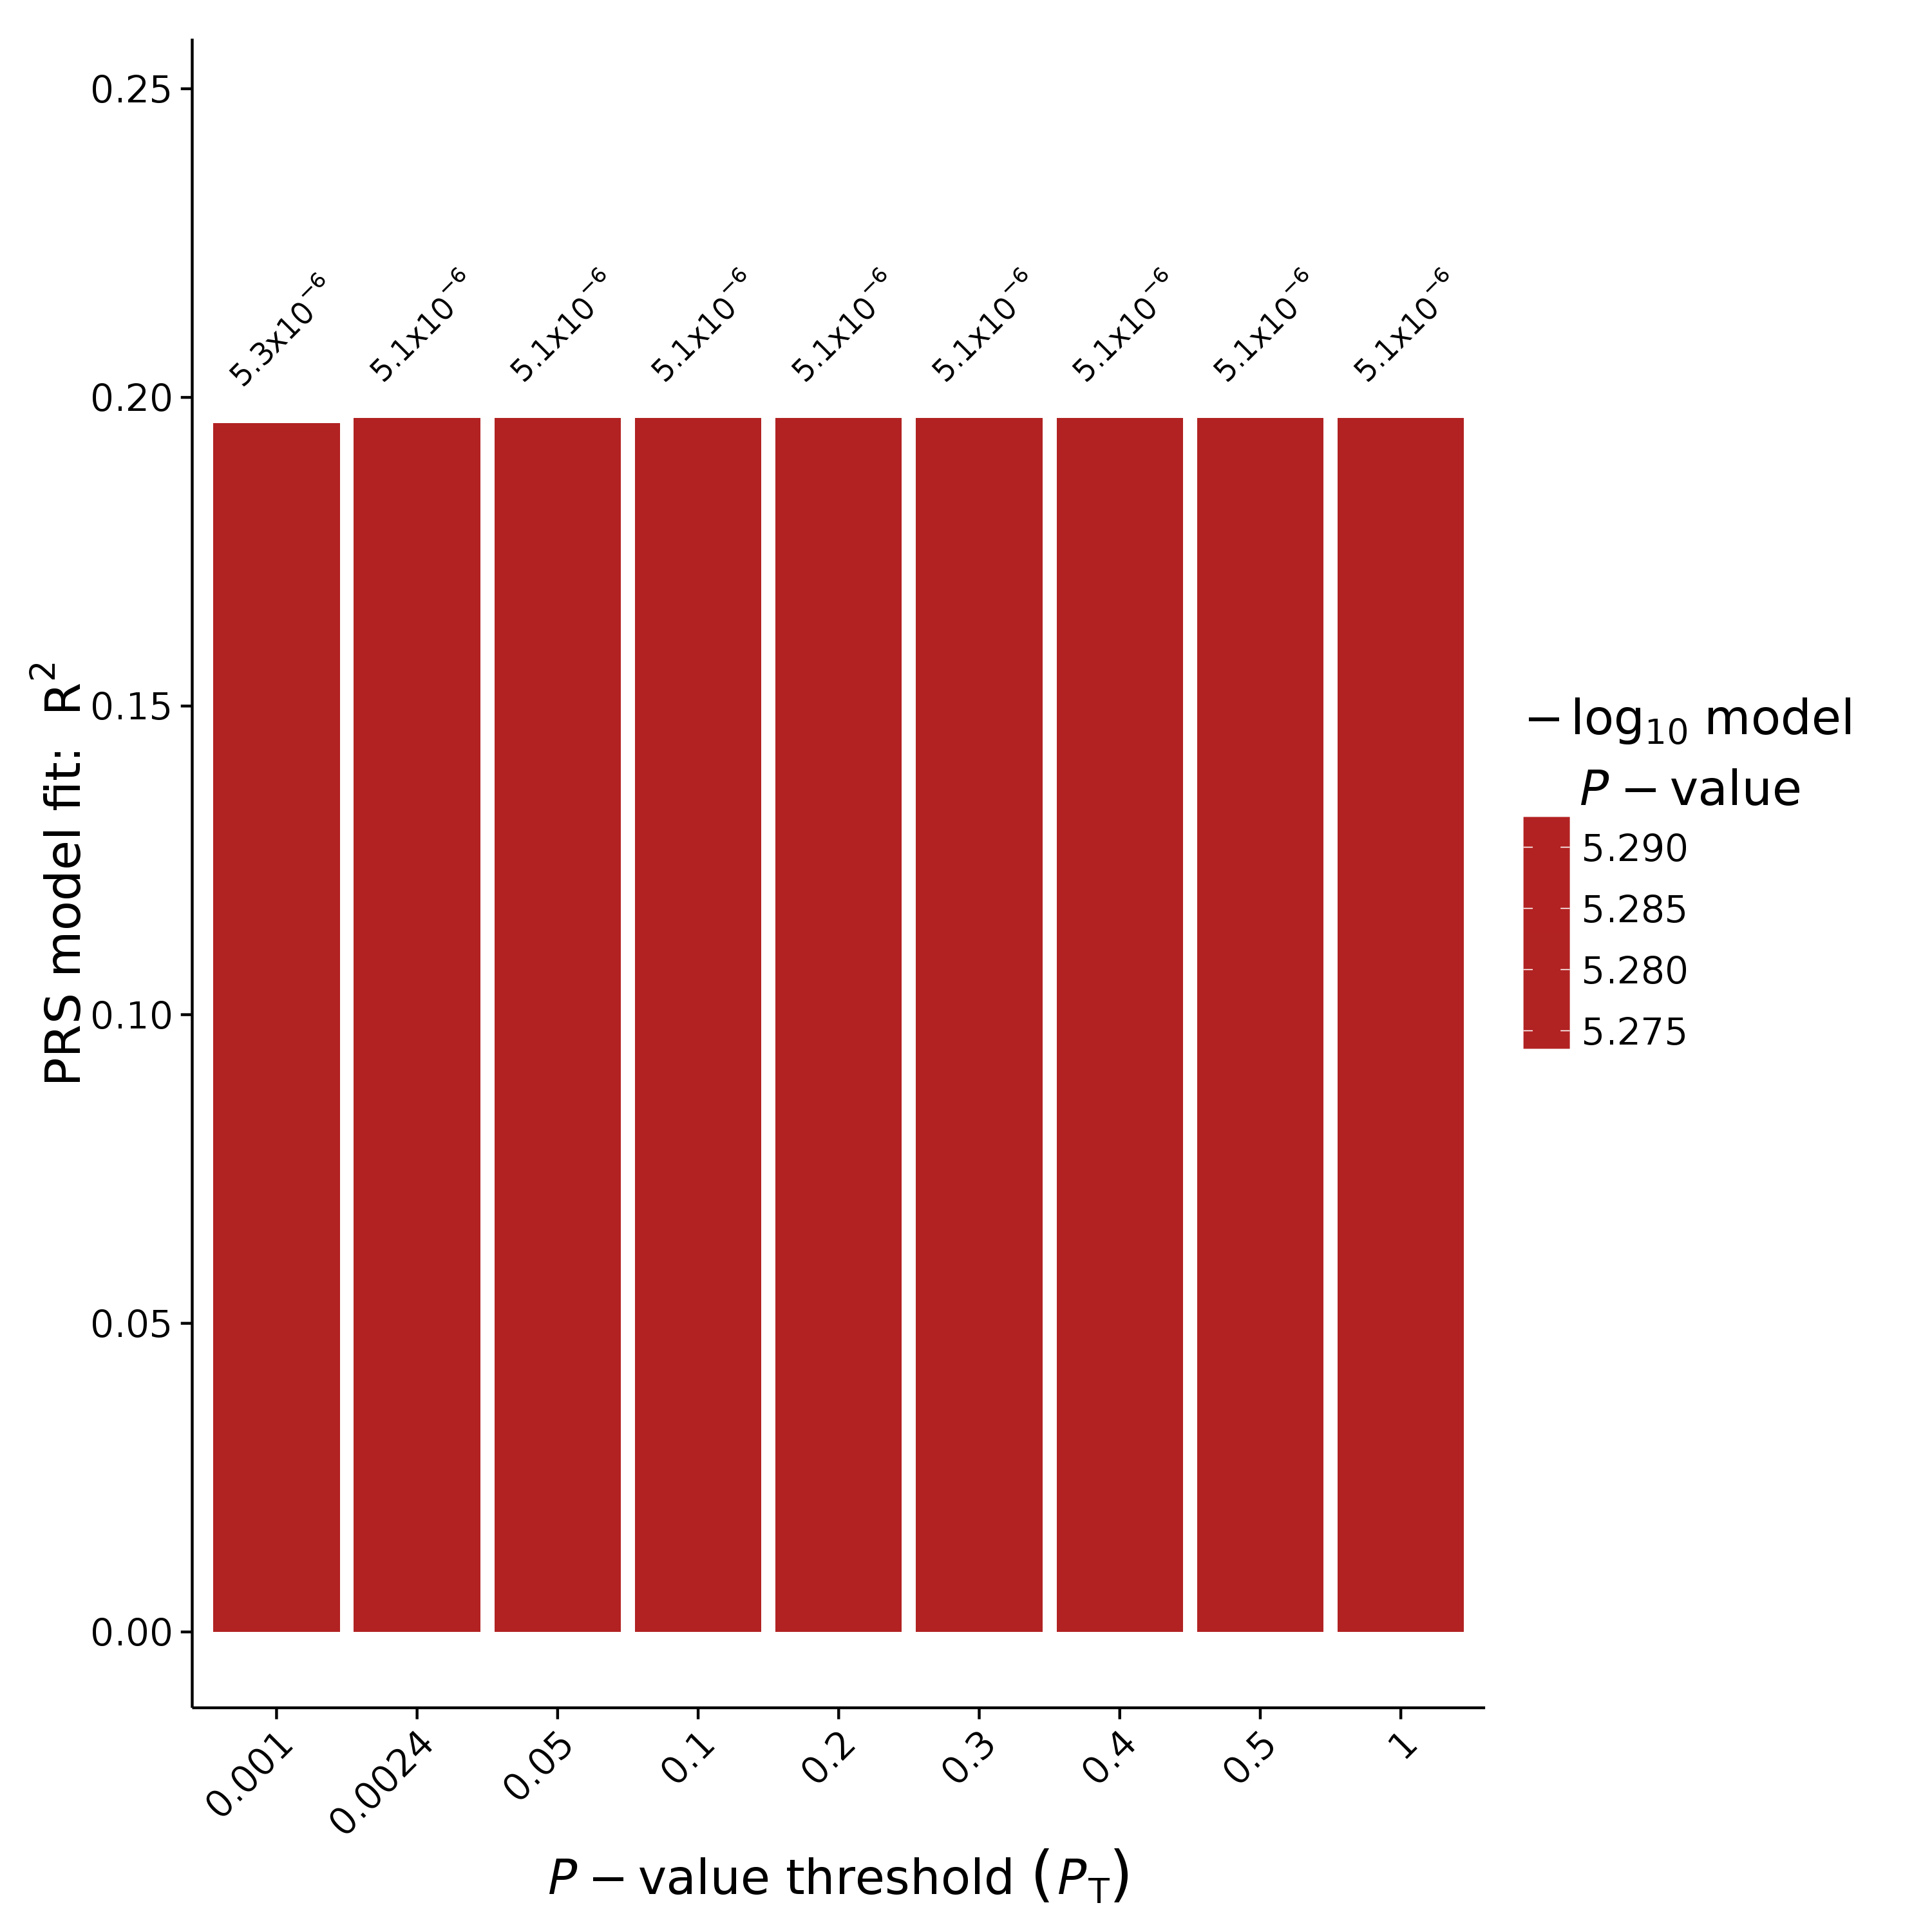 0.25
0.20
0.15
0.10
0.05
0.00
PRS model fit: R²
5.3x10⁻⁶
5.1x10⁻⁶
5.1x10⁻⁶
5.1x10⁻⁶
5.1x10⁻⁶
5.1x10⁻⁶
5.1x10⁻⁶
5.1x10⁻⁶
5.1x10⁻⁶
0.001
0.0024
0.05
0.1
0.2
0.3
0.4
0.5
1
P − value threshold (P_T)
− log₁₀ model
P − value
5.290
5.285
5.280
5.275